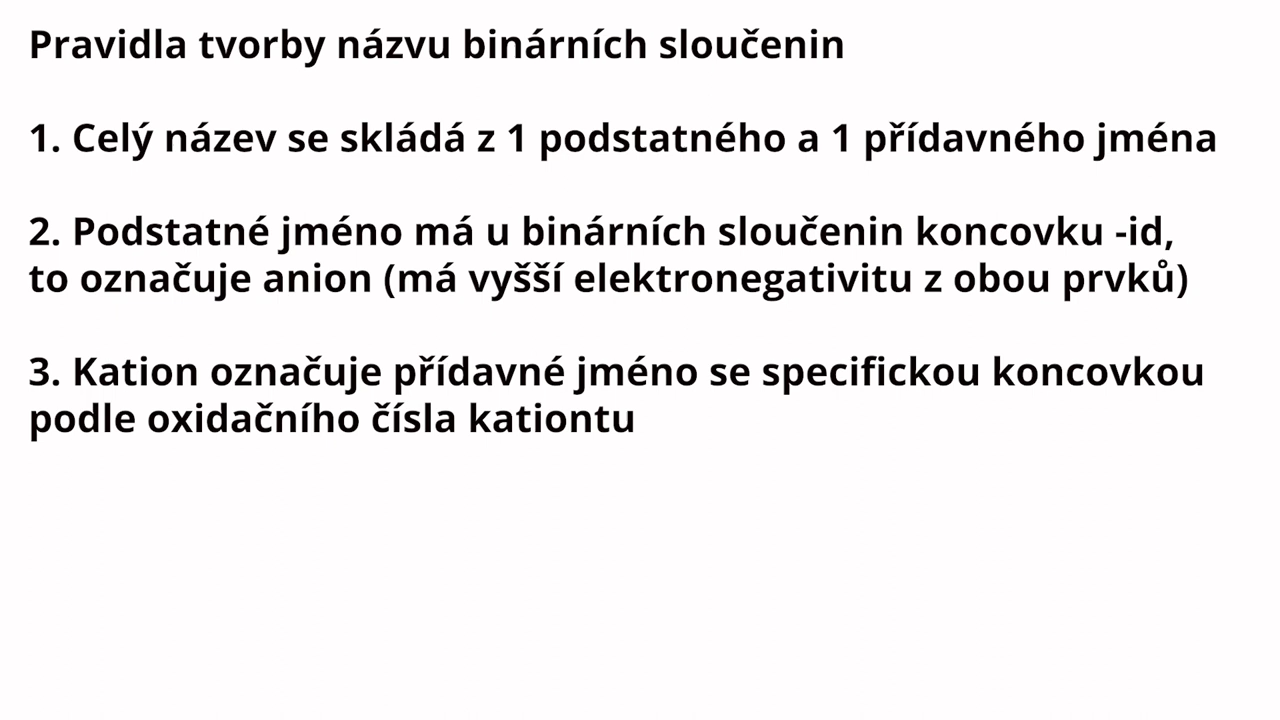 Pravidla tvorby názvu binárních sloučenin
1. Celý název se skládá z 1 podstatného a 1 přídavného jména
2. Podstatné jméno má u binárních sloučenin koncovku -id,
to označuje anion (má vyšší elektronegativitu z obou prvků)
3. Kation označuje přídavné jméno se specifickou koncovkou
podle oxidačního čísla kationtu